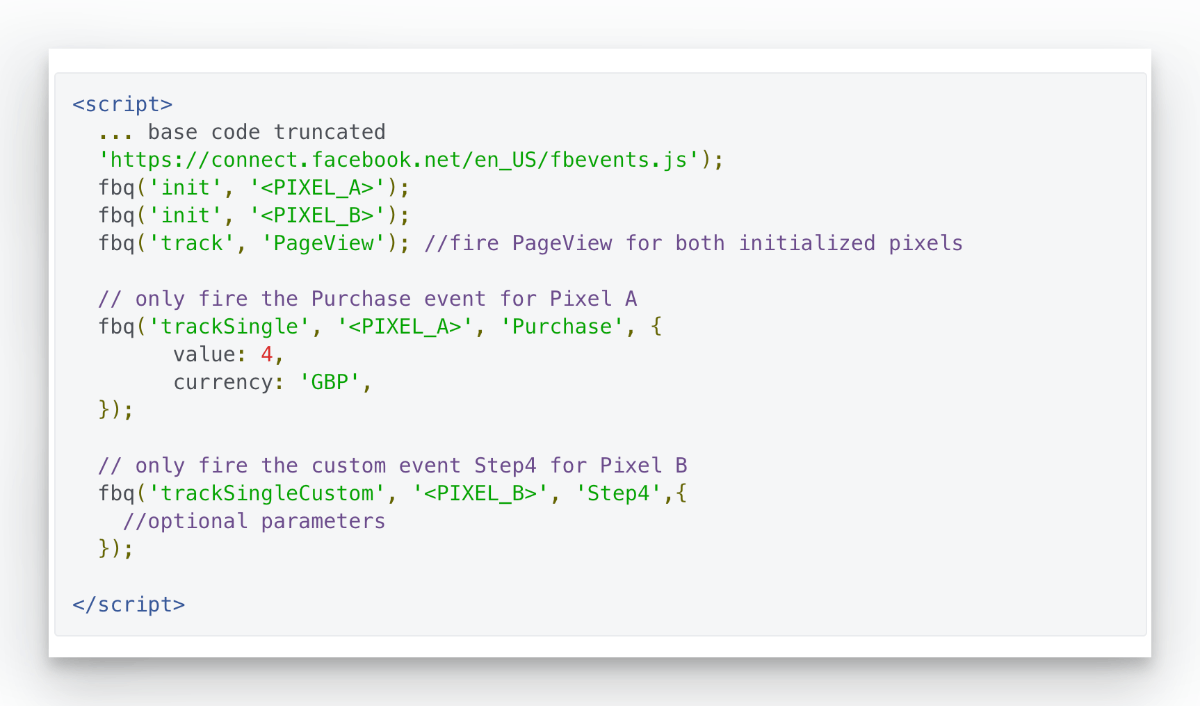 <script>
... base code truncated
'https://connect.facebook.net/en_US/fbevents.js');
fbq('init', '<PIXEL_A>');
fbq('init', '<PIXEL_B>');
fbq('track', 'PageView'); //fire PageView for both initialized pixels
// only fire the Purchase event for Pixel A
fbq('trackSingle', '<PIXEL_A>', 'Purchase', {
value: 4,
currency: 'GBP',
});
// only fire the custom event Step4 for Pixel B
fbq('trackSingleCustom', '<PIXEL_B>', 'Step4',{
//optional parameters
});
</script>